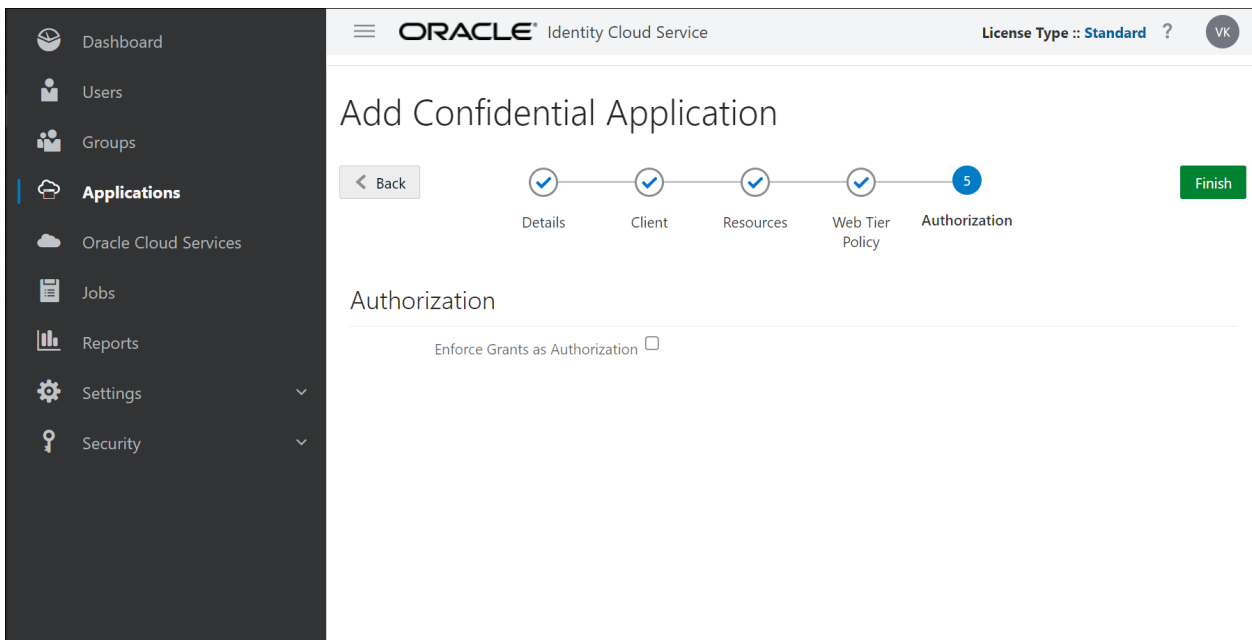 Dashboard
Users
Groups
Applications
Oracle Cloud Services
Jobs
Reports
Settings
Security
ORACLE® Identity Cloud Service
License Type :: Standard ? VK
Add Confidential Application
Back
Details
Client
Resources
Web Tier
Policy
5
Authorization
Finish
Authorization
Enforce Grants as Authorization